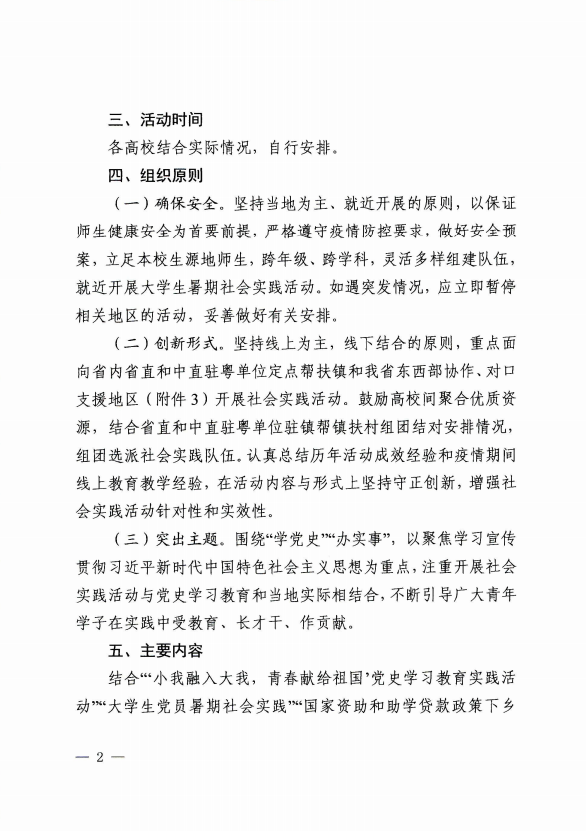 三、活动时间
各高校结合实际情况，自行安排。
四、组织原则
（一）确保安全。坚持当地为主、就近开展的原则，以保证
师生健康安全为首要前提，严格遵守疫情防控要求，做好安全预
案，立足本校生源地师生，跨年级、跨学科，灵活多样组建队伍，
就近开展大学生暑期社会实践活动。如遇突发情况，应立即暂停
相关地区的活动，妥善做好有关安排。
（二）创新形式。坚持线上为主，线下结合的原则，重点面
向省内省直和中直驻粤单位定点帮扶镇和我省东西部协作、对口
支援地区（附件3）开展社会实践活动。鼓励高校间聚合优质资
源，结合省直和中直驻粤单位驻镇帮镇扶村组团结对安排情况，
组团选派社会实践队伍。认真总结历年活动成效经验和疫情期间
线上教育教学经验，在活动内容与形式上坚持守正创新，增强社
会实践活动针对性和实效性。
（三）突出主题。围绕“学党史”“办实事”，以聚焦学习宣传
贯彻习近平新时代中国特色社会主义思想为重点，注重开展社会
实践活动与党史学习教育和当地实际相结合，不断引导广大青年
学子在实践中受教育、长才干、作贡献。
五、主要内容
结合“‘小我融入大我，青春献给祖国’党史学习教育实践活
动”“大学生党员暑期社会实践”“国家资助和助学贷款政策下乡
— 2 —